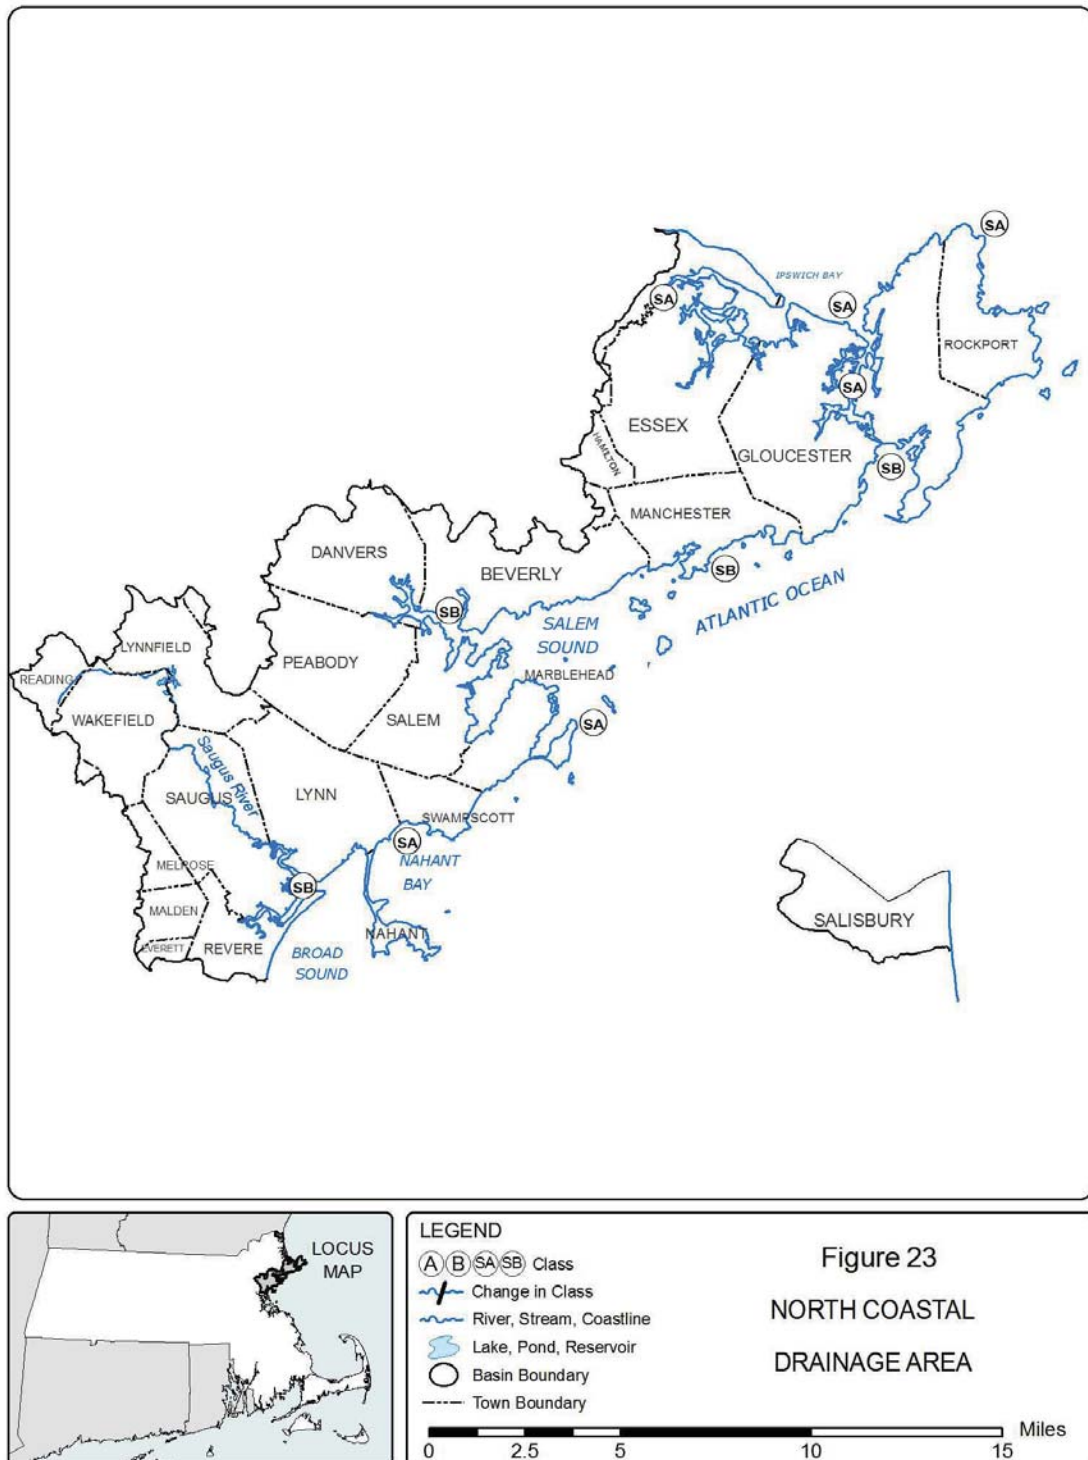 SA
IPSWICH BAY
SA
SA
ROCKPORT
SA
ESSEX
HAMILTON
GLOUCESTER
SB
MANCHESTER
DANVERS
BEVERLY
SB
ATLANTIC OCEAN
SB
SALEM
SOUND
LYNNFIELD
PEABODY
MARBLEHEAD
READING
WAKEFIELD
SALEM
SA
Saugus River
SAUGUS
LYNN
SWAMPSCOTT
SA
NAHANT
BAY
MELROSE
SB
MALDEN
NAHANT
EVERETT
REVERE
BROAD
SOUND
SALISBURY
LOCUS
MAP
LEGEND
A B SA SB Class
Change in Class
River, Stream, Coastline
Lake, Pond, Reservoir
Basin Boundary
Town Boundary
Figure 23
NORTH COASTAL
DRAINAGE AREA
Miles
0 2.5 5 10 15